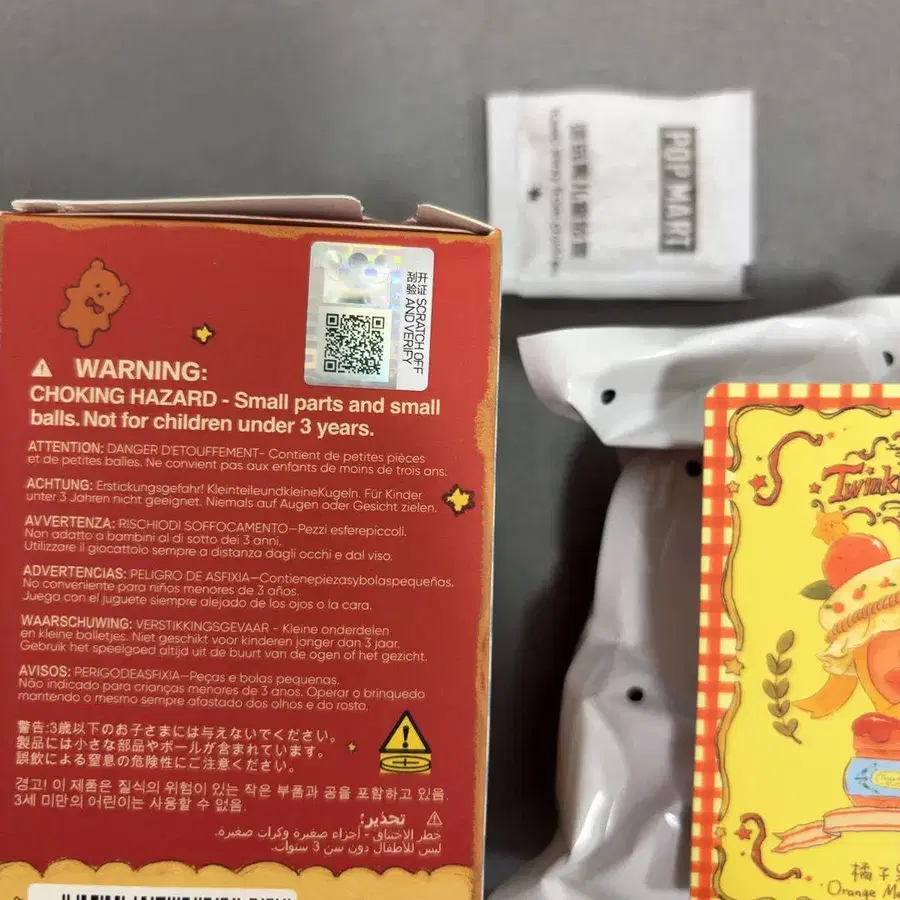 POP MART
开 证
刮 验
SCRATCH OFF
AND VERIFY
WARNING:
CHOKING HAZARD - Small parts and small
balls. Not for children under 3 years.
ATTENTION: DANGER D'ETOUFFEMENT- Contient de petites pièces
et de petites balles. Ne convient pas aux enfants de moins de trois ans.
ACHTUNG: Erstickungsgefahr! KleinteileundkleineKugeln. Für Kinder
unter 3 Jahren nicht geeignet. Niemals auf Augen oder Gesicht zielen.
AVVERTENZA: RISCHIODI SOFFOCAMENTO—Pezzi esferepiccoli.
Non adatto a bambini al di sotto dei 3 anni.
Utilizzare il giocattolo sempre a distanza dagli occhi e dal viso.
ADVERTENCIAS: PELIGRO DE ASFIXIA—Contienepiezasybolaspequeñas.
No conveniente para niños menores de 3 años.
Juega con el juguete siempre alejado de los ojos o la cara.
WAARSCHUWING: VERSTIKKINGSGEVAAR - Kleine onderdelen
en kleine balletjes. Niet geschikt voor kinderen jonger dan 3 jaar.
Gebruik het speelgoed altijd uit de buurt van de ogen of het gezicht.
AVISOS: PERIGODEASFIXIA—Peças e bolas pequenas.
Não indicado para crianças menores de 3 anos. Operar o brinquedo
mantendo o mesmo sempre afastado dos olhos e do rosto.
警告:3歳以下のお子さまには与えないでください。
製品には小さな部品やボールが含まれています。
誤飲による窒息の危険性にご注意ください。
경고! 이 제품은 질식의 위험이 있는 작은 부품과 공을 포함하고 있음.
3세 미만의 어린이는 사용할 수 없음.
تحذير:
خطر الاختناق - أجزاء صغيرة وكرات صغيرة.
ليس للأطفال دون سن 3 سنوات.
Twink
橘子
Orange